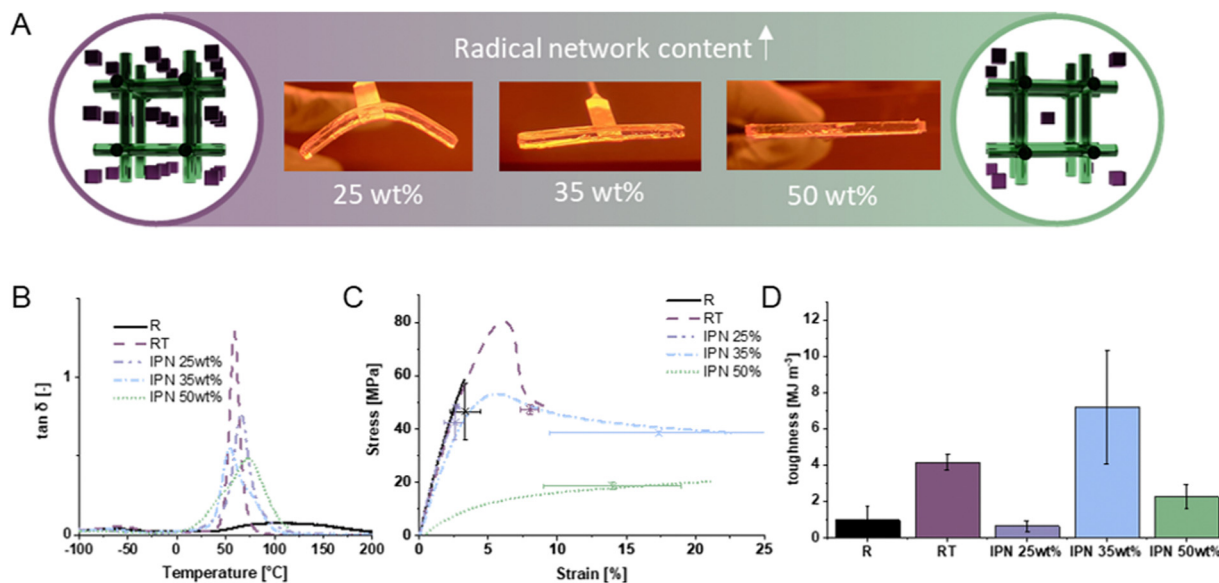 A
Radical network content
25 wt%
35 wt%
50 wt%
B
R
RT
IPN 25wt%
IPN 35wt%
IPN 50wt%
tan δ [-]
1
0
-100
-50
0
50
100
150
200
Temperature [°C]
C
R
RT
IPN 25%
IPN 35%
IPN 50%
Stress [MPa]
80
60
40
20
0
0
5
10
15
20
25
Strain [%]
D
toughness [MJ m⁻³]
12
10
8
6
4
2
0
R
RT
IPN 25wt%
IPN 35wt%
IPN 50wt%